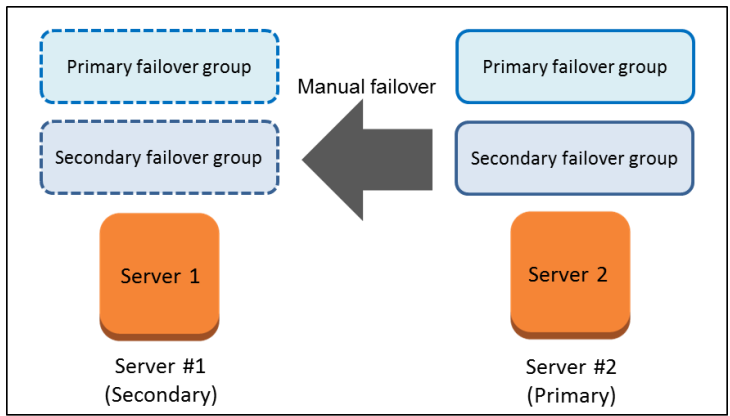 Primary failover group
Manual failover
Primary failover group
Secondary failover group
Secondary failover group
Server 1
Server 2
Server #1
(Secondary)
Server #2
(Primary)